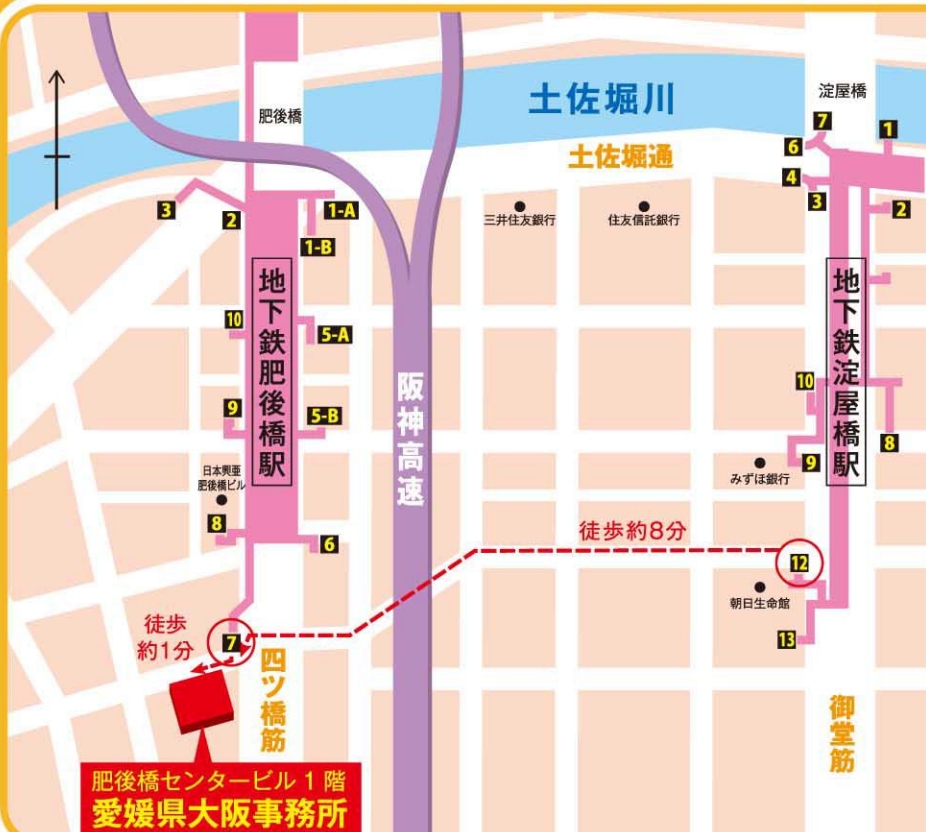 肥後橋
土佐堀川
淀屋橋
土佐堀通
7
1
6
4
3
2
3
2
1-A
1-B
三井住友銀行
住友信託銀行
地下鉄肥後橋駅
地下鉄淀屋橋駅
10
5-A
阪神高速
10
9
5-B
8
9
日本興亜
肥後橋ビル
みずほ銀行
8
6
徒歩約8分
12
朝日生命館
徒歩
約1分
7
13
四ツ橋筋
御堂筋
肥後橋センタービル 1 階
愛媛県大阪事務所